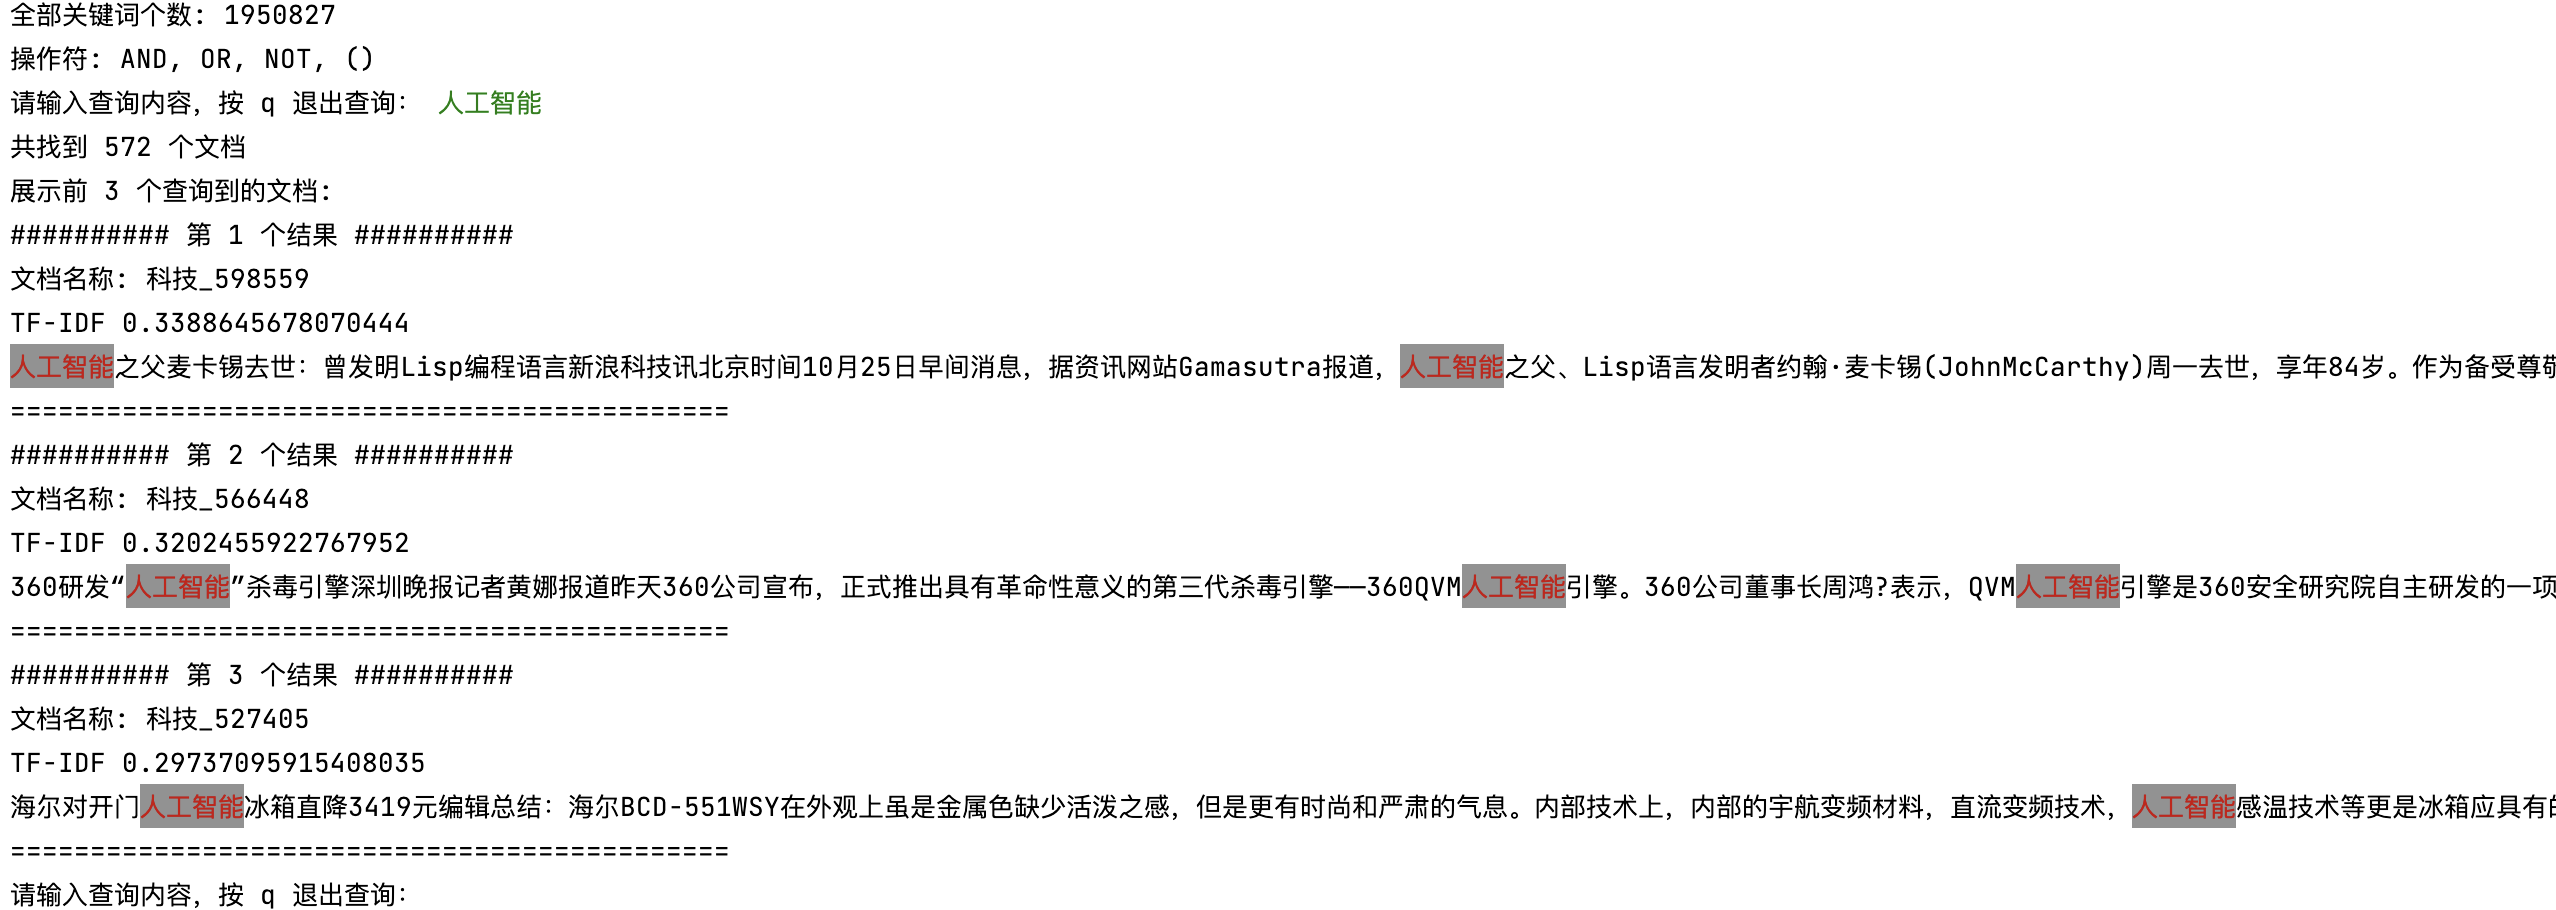 全部关键词个数: 1950827
操作符: AND, OR, NOT, ()
请输入查询内容，按 q 退出查询： 人工智能
共找到 572 个文档
展示前 3 个查询到的文档:
########## 第 1 个结果 ##########
文档名称: 科技_598559
TF-IDF 0.3388645678070444
人工智能之父麦卡锡去世：曾发明Lisp编程语言新浪科技讯北京时间10月25日早间消息，据资讯网站Gamasutra报道，人工智能之父、Lisp语言发明者约翰·麦卡锡(JohnMcCarthy)周一去世，享年84岁。作为备受尊敬
=============================================
########## 第 2 个结果 ##########
文档名称: 科技_566448
TF-IDF 0.3202455922767952
360研发“人工智能”杀毒引擎深圳晚报记者黄娜报道昨天360公司宣布，正式推出具有革命性意义的第三代杀毒引擎——360QVM人工智能引擎。360公司董事长周鸿?表示，QVM人工智能引擎是360安全研究院自主研发的一项
=============================================
########## 第 3 个结果 ##########
文档名称: 科技_527405
TF-IDF 0.29737095915408035
海尔对开门人工智能冰箱直降3419元编辑总结：海尔BCD-551WSY在外观上虽是金属色缺少活泼之感，但是更有时尚和严肃的气息。内部技术上，内部的宇航变频材料，直流变频技术，人工智能感温技术等更是冰箱应具有
=============================================
请输入查询内容，按 q 退出查询：